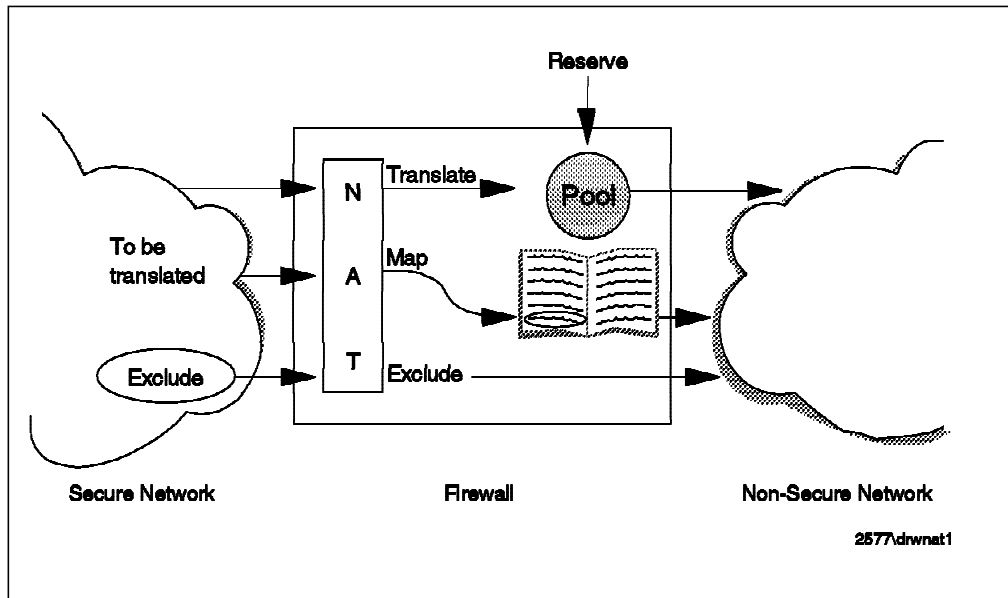 Reserve
N
A
T
Translate
Pool
To be
translated
Map
Exclude
Exclude
Secure Network
Firewall
Non-Secure Network
2577\drwnat1